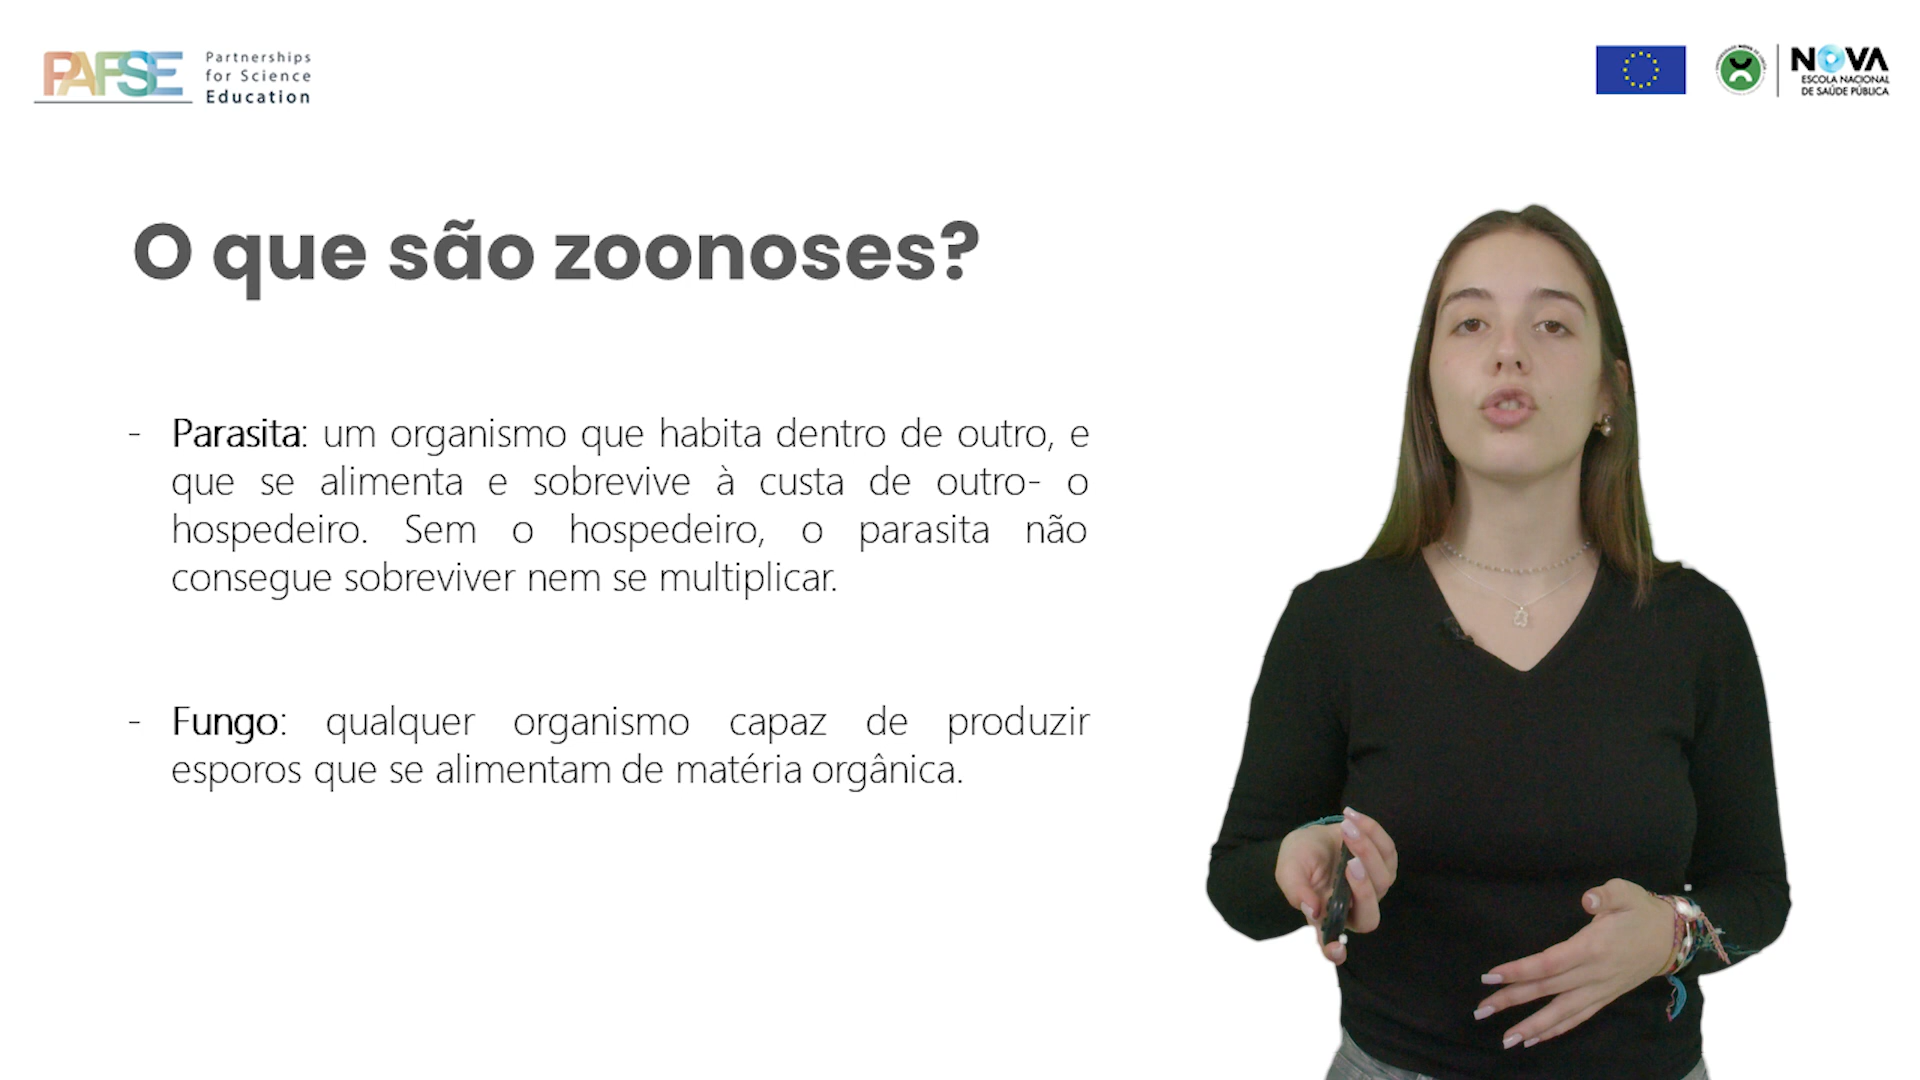 PAFSE
Partnerships
for Science
Education
NOVA
ESCOLA NACIONAL
DE SAÚDE PÚBLICA
O que são zoonoses?
- Parasita: um organismo que habita dentro de outro, e
que se alimenta e sobrevive à custa de outro- o
hospedeiro. Sem o hospedeiro, o parasita não
consegue sobreviver nem se multiplicar.
- Fungo: qualquer organismo capaz de produzir
esporos que se alimentam de matéria orgânica.